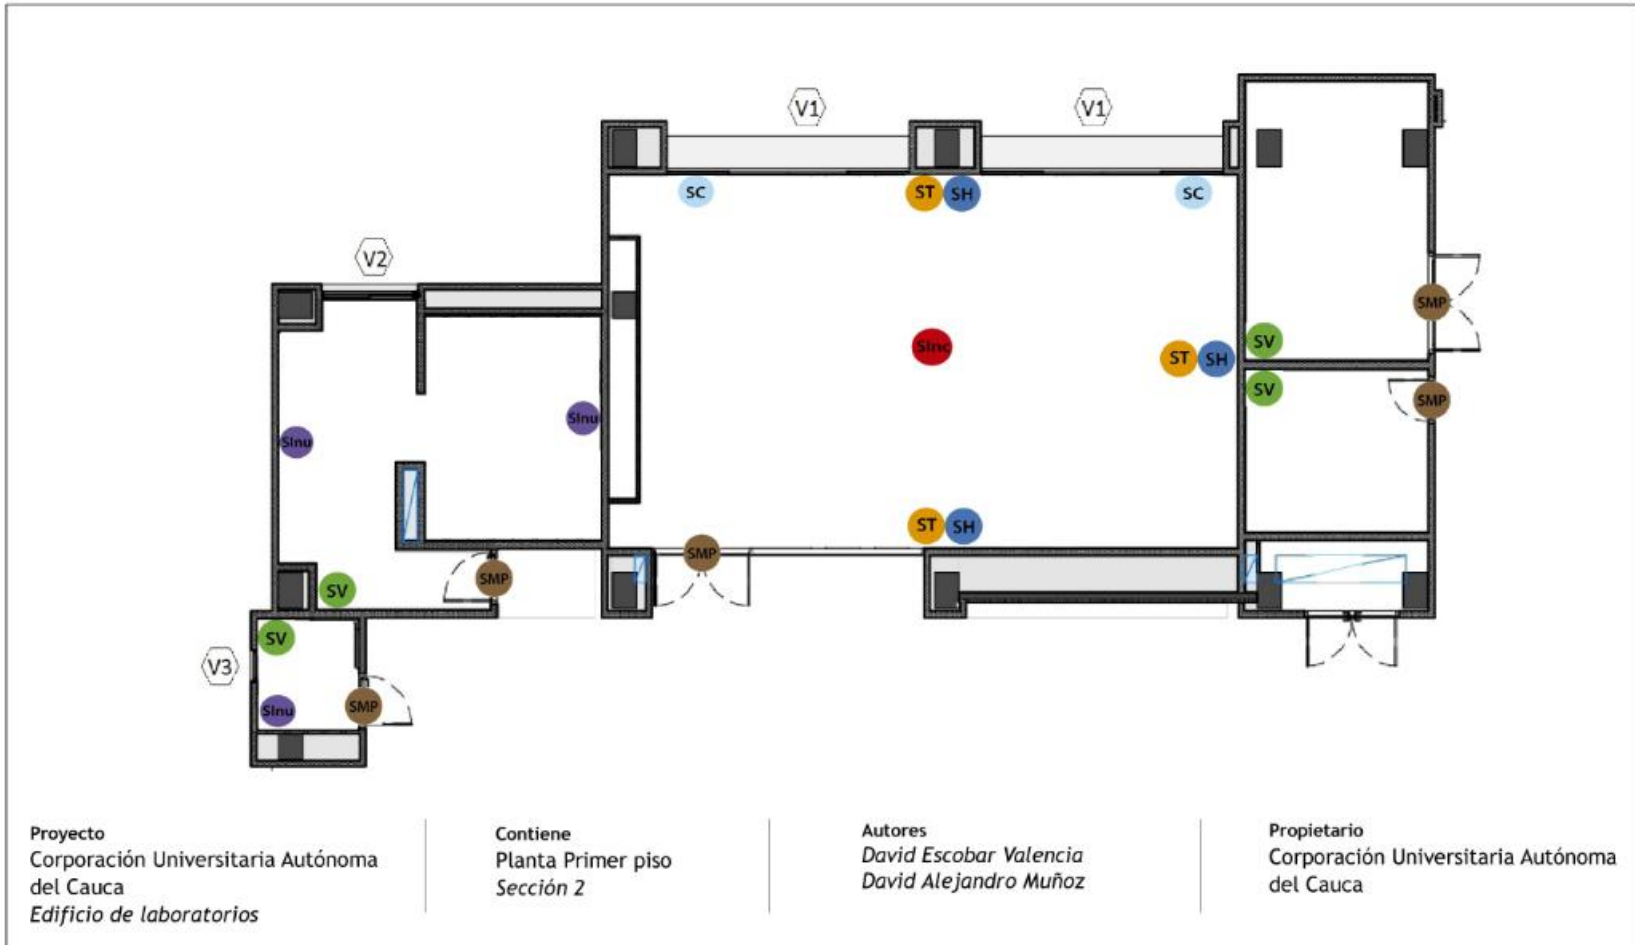 V1
V1
SC
ST
SH
SC
V2
SMP
SInc
SV
ST
SH
SV
SMP
SInu
SInu
ST
SH
SMP
SMP
SV
SV
V3
SInu
SMP
Proyecto
Corporación Universitaria Autónoma
del Cauca
Edificio de laboratorios
Contiene
Planta Primer piso
Sección 2
Autores
David Escobar Valencia
David Alejandro Muñoz
Propietario
Corporación Universitaria Autónoma
del Cauca